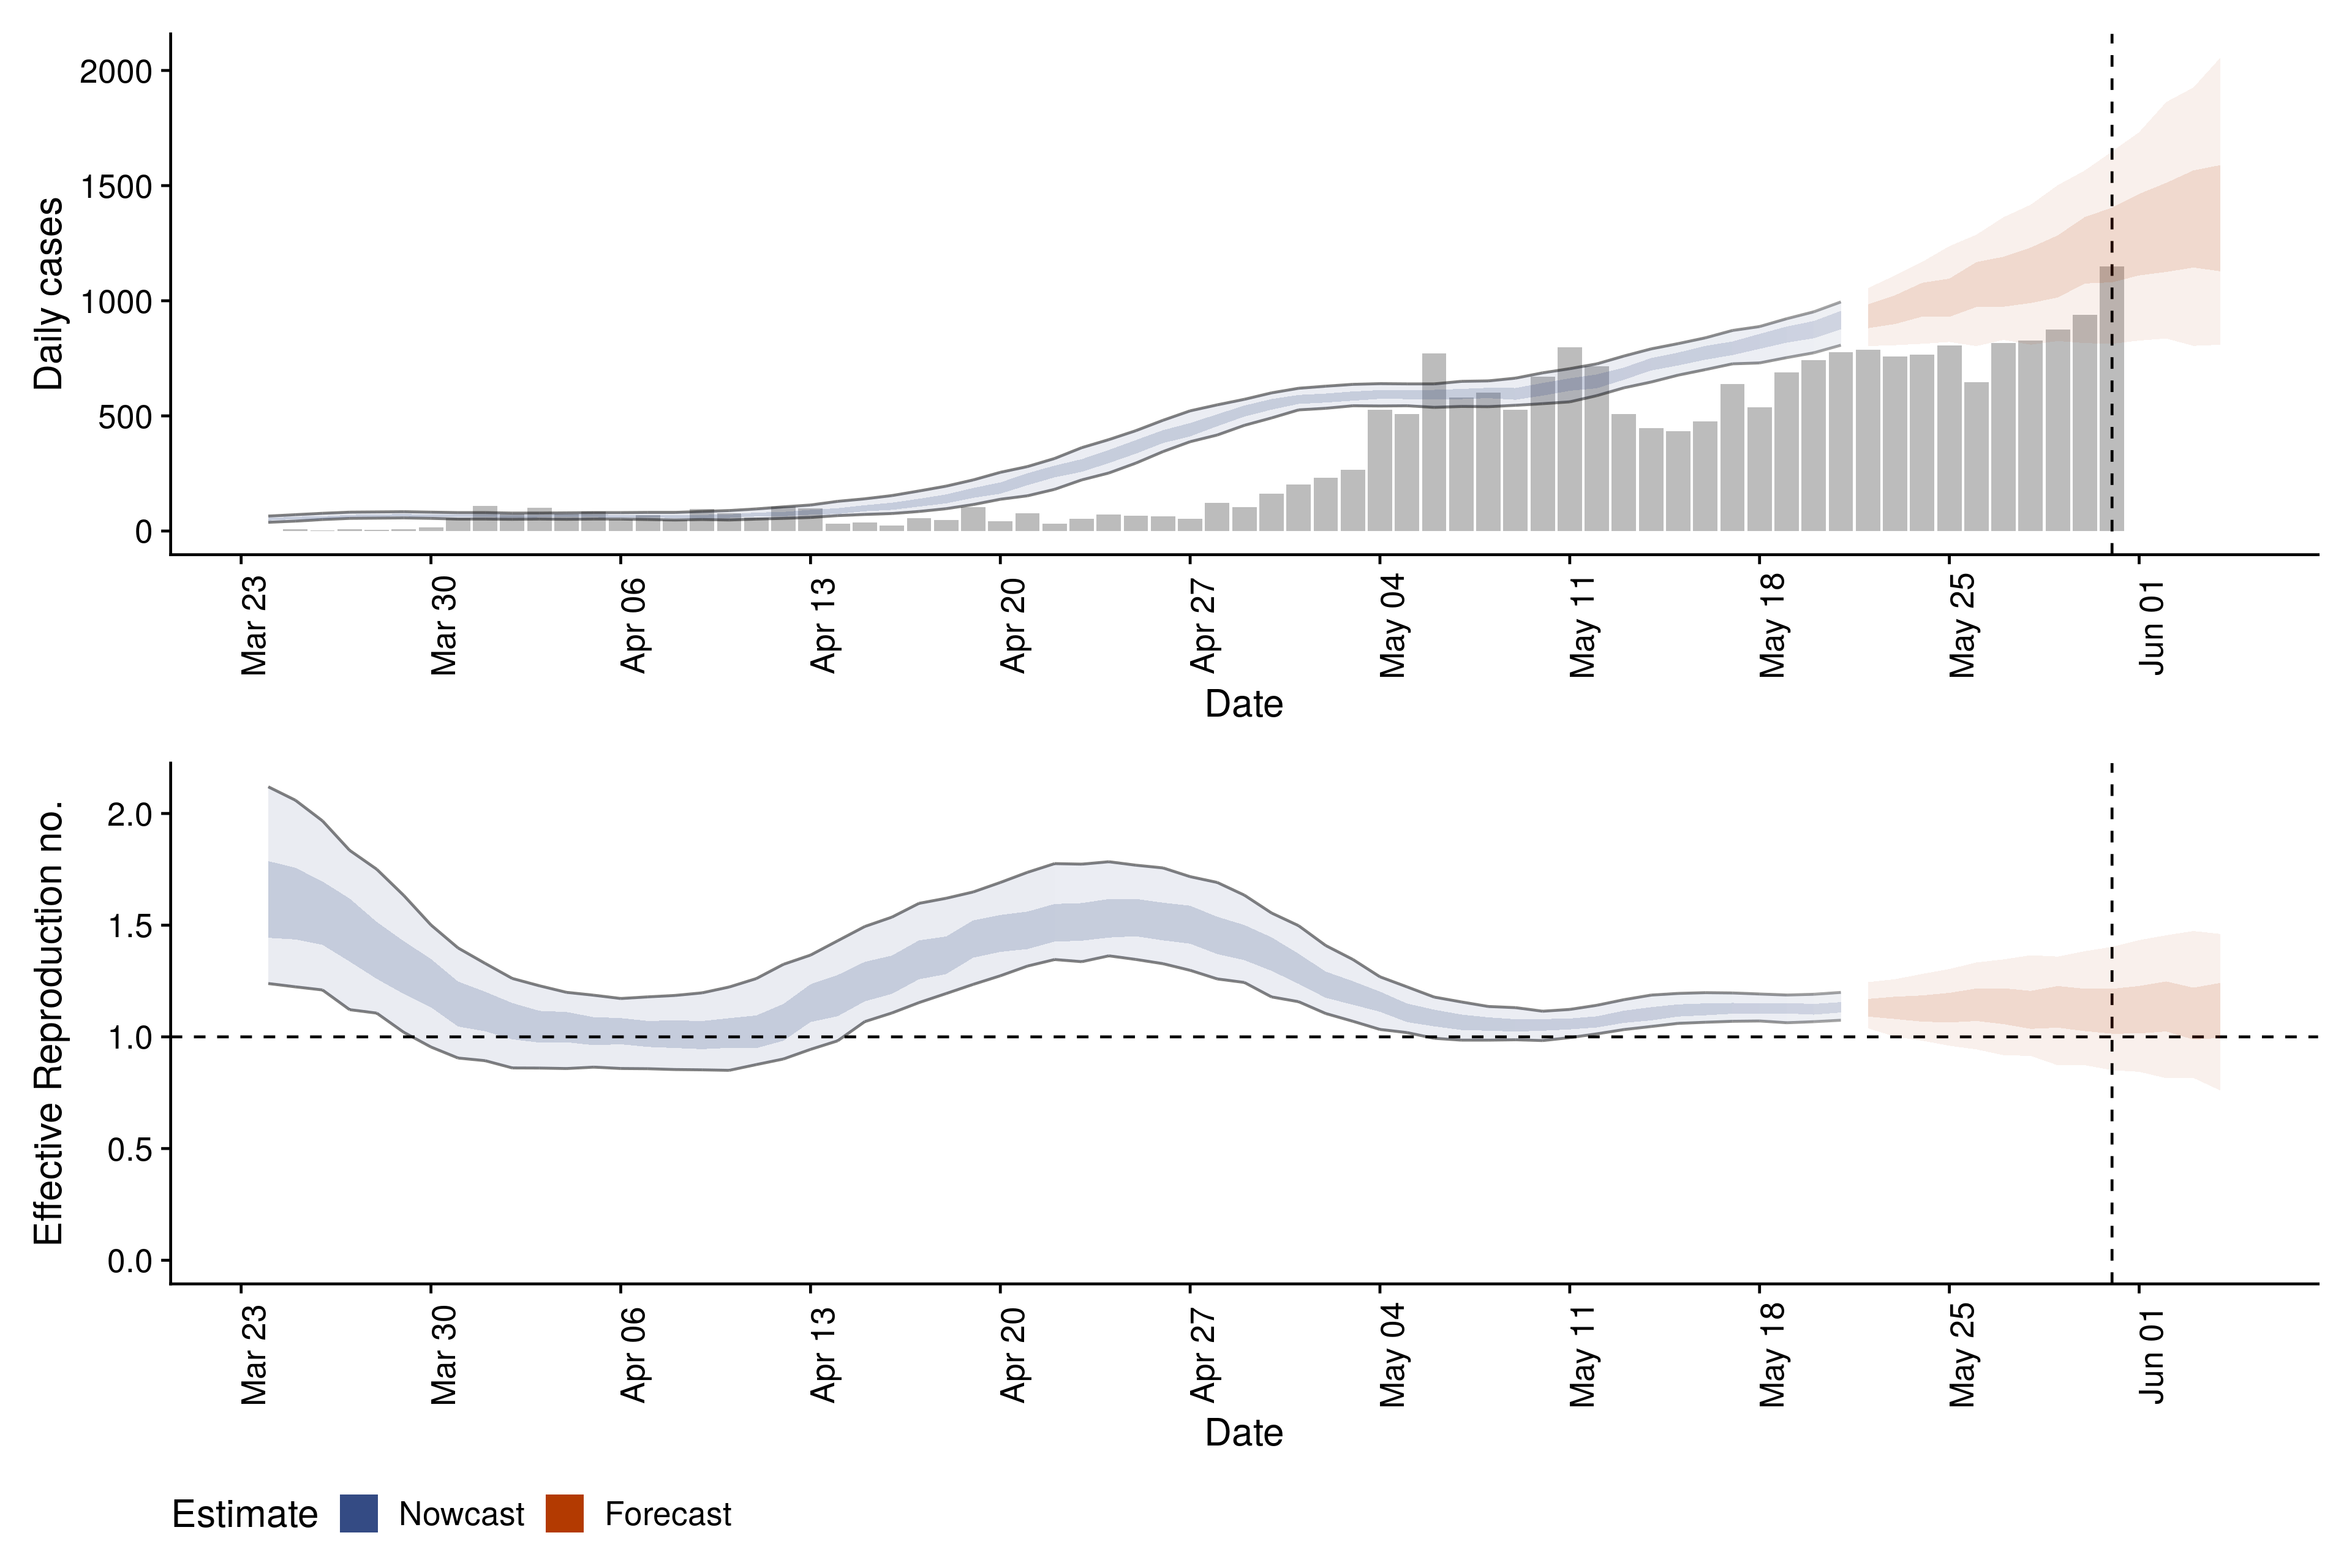 Daily cases
2000
1500
1000
500
0
Mar 23
Mar 30
Apr 06
Apr 13
Apr 20
Apr 27
May 04
May 11
May 18
May 25
Jun 01
Date
Effective Reproduction no.
2.0
1.5
1.0
0.5
0.0
Mar 23
Mar 30
Apr 06
Apr 13
Apr 20
Apr 27
May 04
May 11
May 18
May 25
Jun 01
Date
Estimate Nowcast Forecast